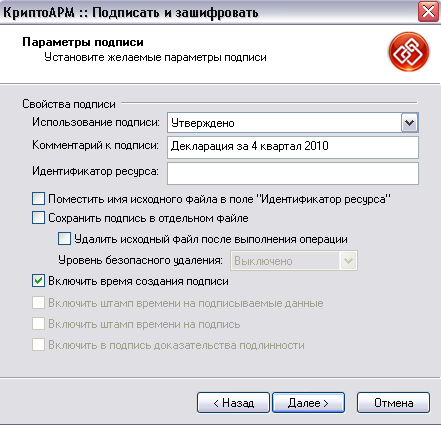 КриптоАРМ :: Подписать и зашифровать
Параметры подписи
Установите желаемые параметры подписи
Свойства подписи
Использование подписи: Утверждено
Комментарий к подписи: Декларация за 4 квартал 2010
Идентификатор ресурса:
Поместить имя исходного файла в поле "Идентификатор ресурса"
Сохранить подпись в отдельном файле
Удалить исходный файл после выполнения операции
Уровень безопасного удаления: Выключено
Включить время создания подписи
Включить штамп времени на подписываемые данные
Включить штамп времени на подпись
Включить в подпись доказательства подлинности
< Назад Далее > Отмена